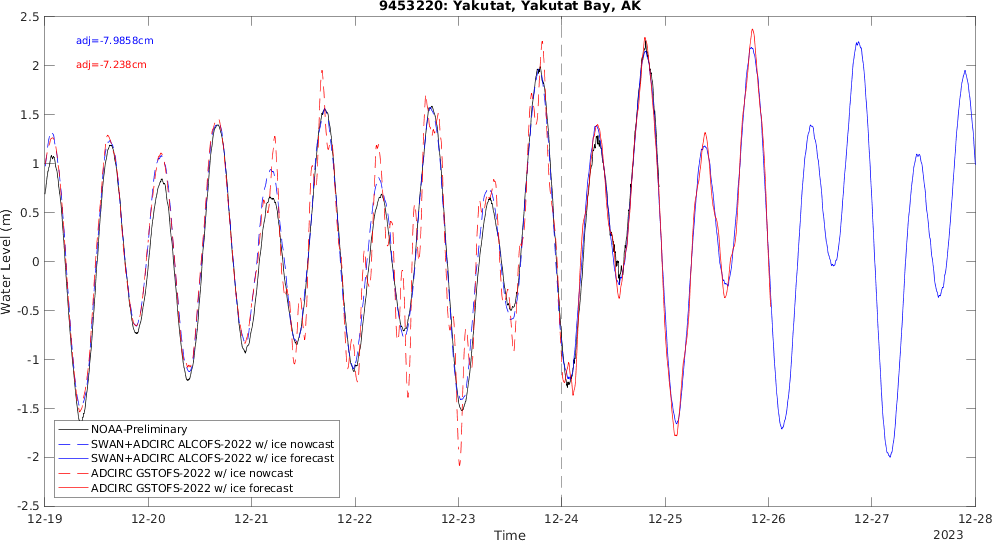 9453220: Yakutat, Yakutat Bay, AK
2.5
2
1.5
1
0.5
0
-0.5
-1
-1.5
-2
-2.5
Water Level (m)
adj=-7.9858cm
adj=-7.238cm
NOAA-Preliminary
SWAN+ADCIRC ALCOFS-2022 w/ ice nowcast
SWAN+ADCIRC ALCOFS-2022 w/ ice forecast
ADCIRC GSTOFS-2022 w/ ice nowcast
ADCIRC GSTOFS-2022 w/ ice forecast
12-19 12-20 12-21 12-22 12-23 12-24 12-25 12-26 12-27 12-28
Time
2023